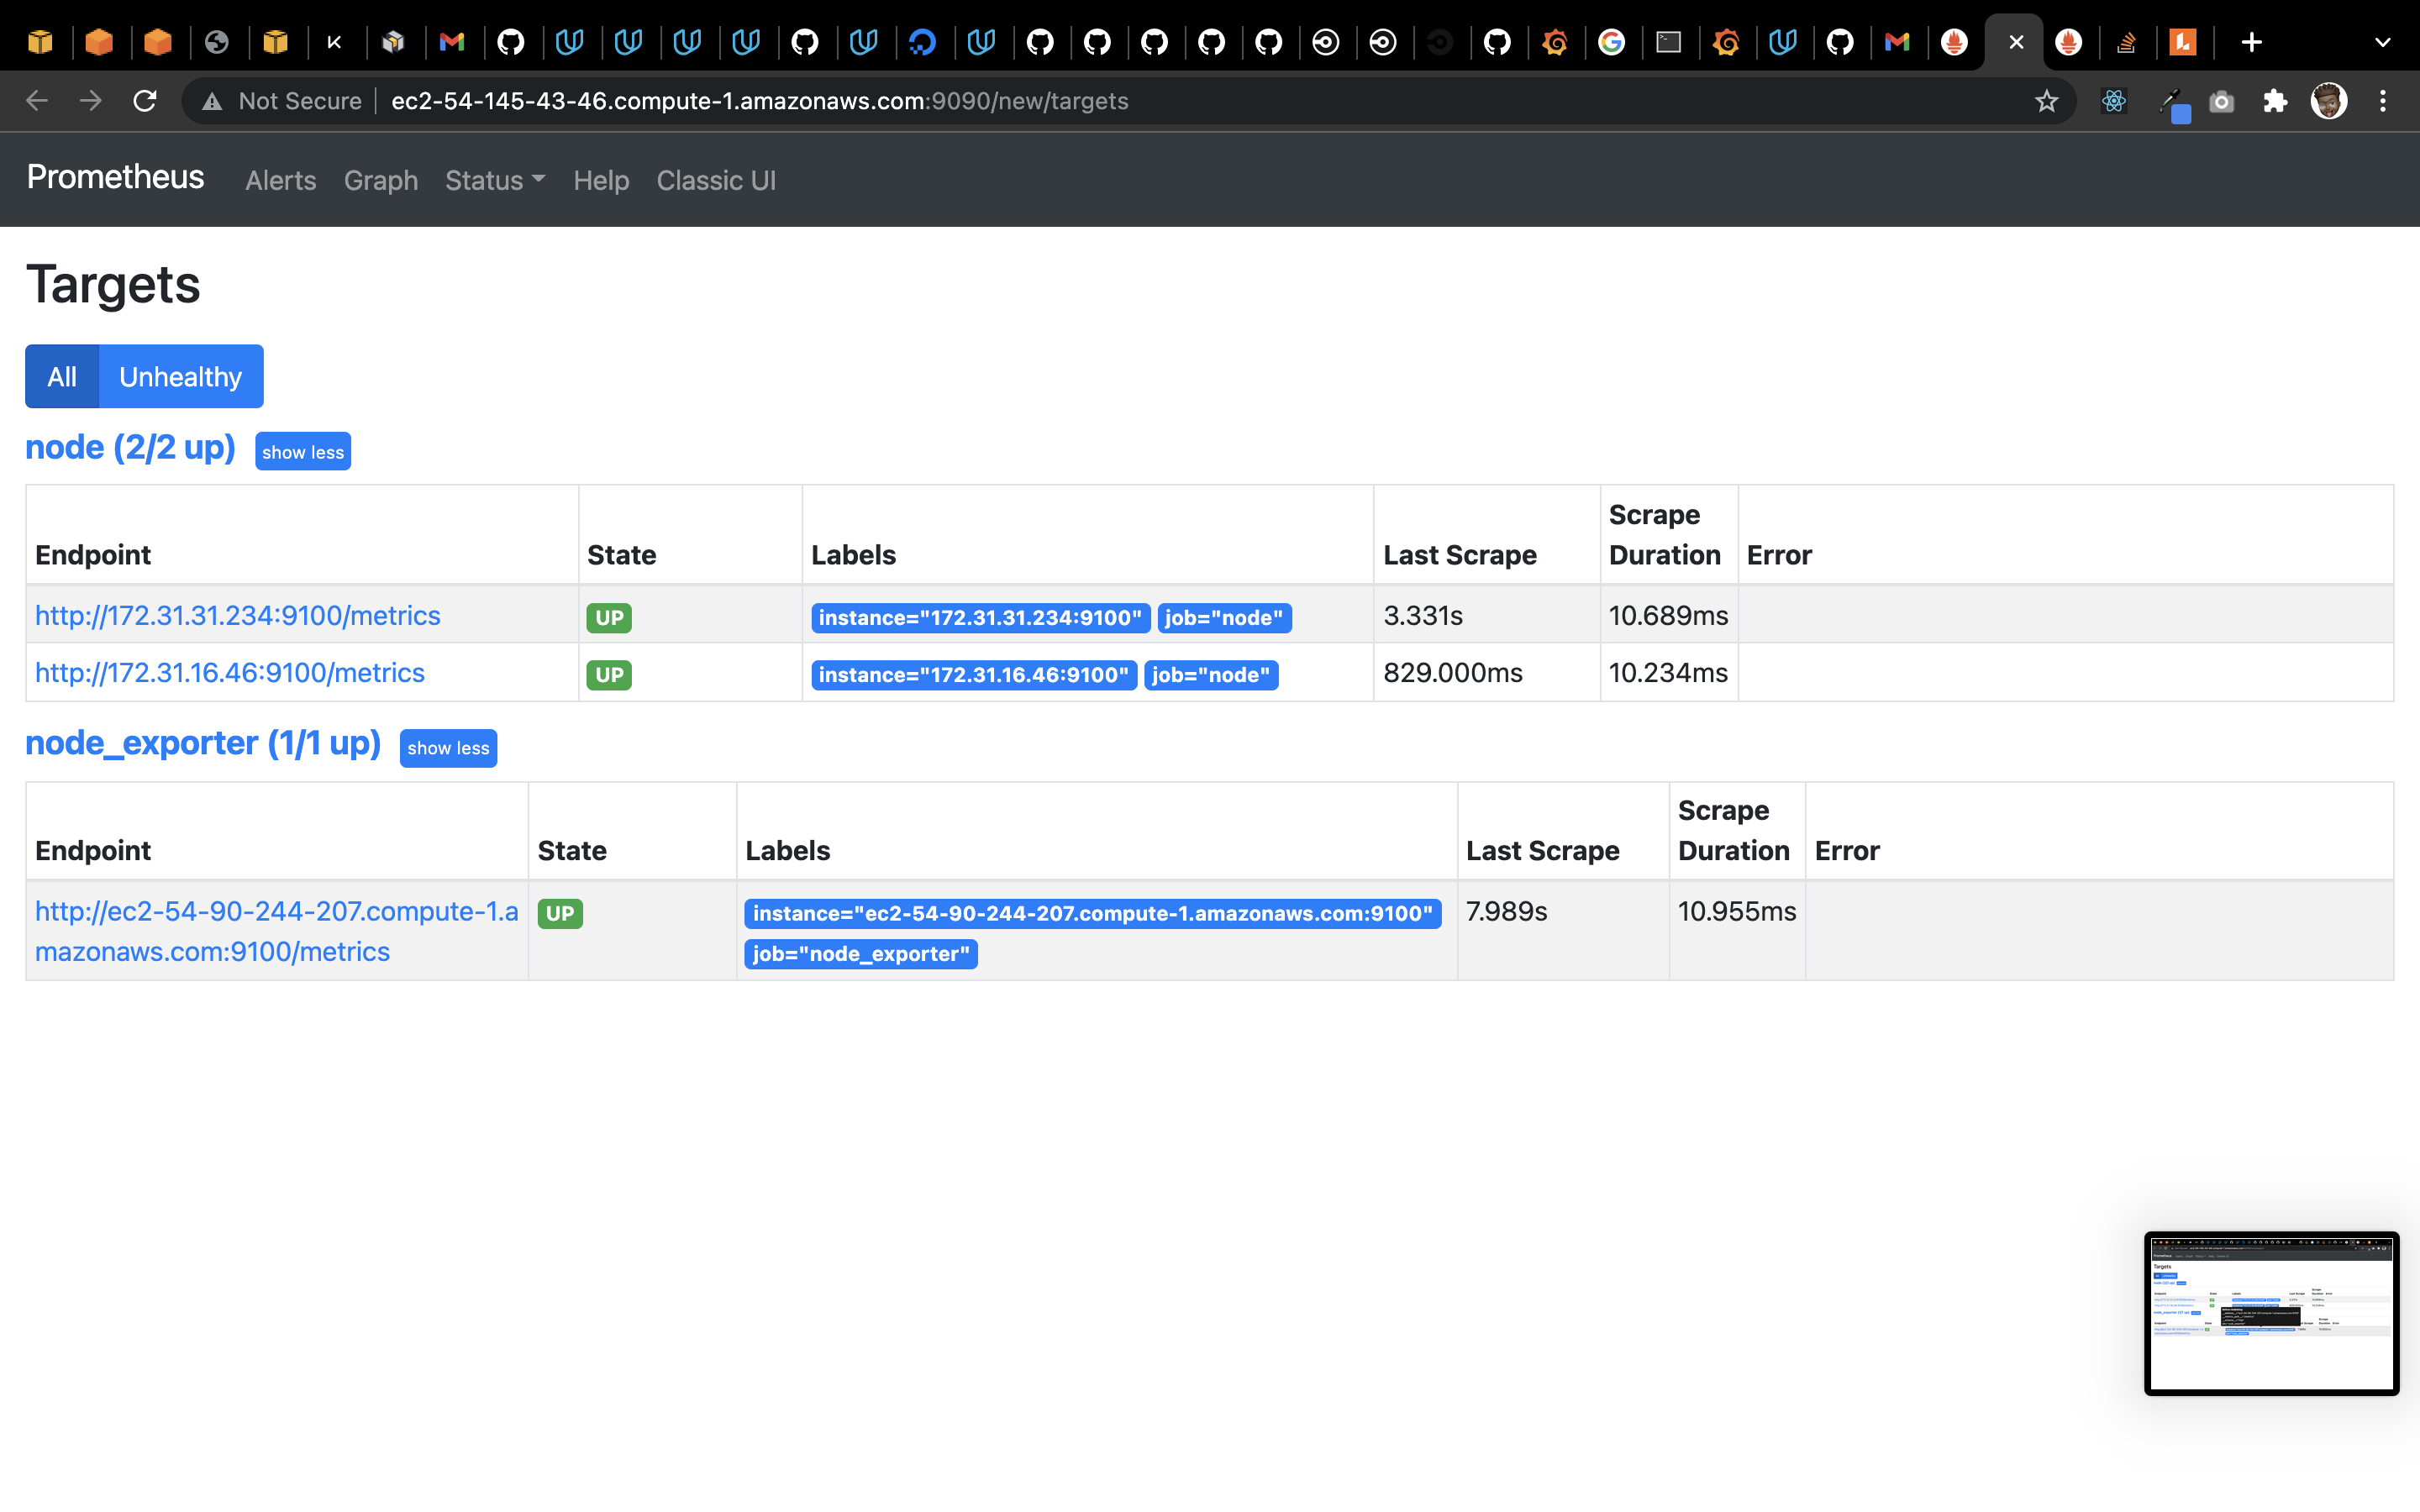 Not Secure ec2-54-145-43-46.compute-1.amazonaws.com:9090/new/targets
Prometheus Alerts Graph Status Help Classic UI
Targets
All Unhealthy
node (2/2 up) show less
Endpoint State Labels Last Scrape Scrape Duration Error
http://172.31.31.234:9100/metrics UP instance="172.31.31.234:9100" job="node" 3.331s 10.689ms
http://172.31.16.46:9100/metrics UP instance="172.31.16.46:9100" job="node" 829.000ms 10.234ms
node_exporter (1/1 up) show less
Endpoint State Labels Last Scrape Scrape Duration Error
http://ec2-54-90-244-207.compute-1.a UP instance="ec2-54-90-244-207.compute-1.amazonaws.com:9100" 7.989s 10.955ms
mazonaws.com:9100/metrics job="node_exporter"
Targets